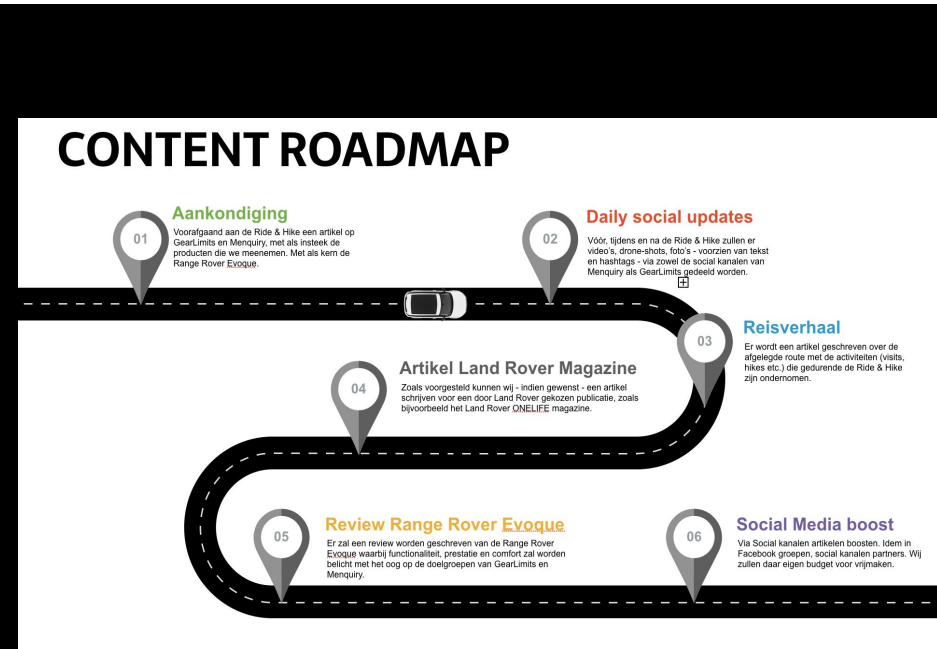 CONTENT ROADMAP
01
Aankondiging
Voorafgaand aan de Ride & Hike een artikel op
GearLimits en Menquiry, met als insteek de
producten die we meenemen. Met als kern de
Range Rover Evoque.
02
Daily social updates
Vóór, tijdens en na de Ride & Hike zullen er
video's, drone-shots, foto's - voorzien van tekst
en hashtags - via zowel de social kanalen van
Menquiry als GearLimits gedeeld worden.
03
Reisverhaal
Er wordt een artikel geschreven over de
afgelegde route met de activiteiten (visits,
hikes etc.) die gedurende de Ride & Hike
zijn ondernomen.
04
Artikel Land Rover Magazine
Zoals voorgesteld kunnen wij - indien gewenst - een artikel
schrijven voor een door Land Rover gekozen publicatie, zoals
bijvoorbeeld het Land Rover ONELIFE magazine.
05
Review Range Rover Evoque
Er zal een review worden geschreven van de Range Rover
Evoque waarbij functionaliteit, prestatie en comfort zal worden
belicht met het oog op de doelgroepen van GearLimits en
Menquiry.
06
Social Media boost
Via Social kanalen artikelen boosten. Idem in
Facebook groepen, social kanalen partners. Wij
zullen daar eigen budget voor vrijmaken.